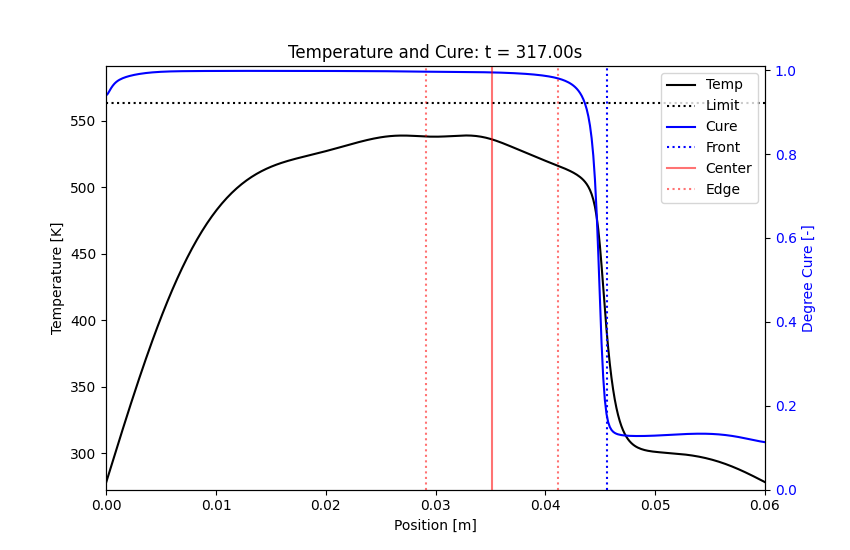 Temperature and Cure: t = 317.00s
Temp
Limit
Cure
Front
Center
Edge
Temperature [K]
550
500
450
400
350
300
Degree Cure [-]
1.0
0.8
0.6
0.4
0.2
0.0
0.00 0.01 0.02 0.03 0.04 0.05 0.06
Position [m]